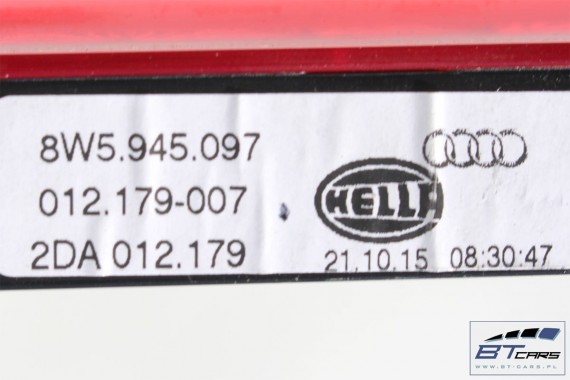 8W5.945.097
012.179-007
2DA 012.179
HELLA
21.10.15 08:30:47
BTCARS
WWW.BT-CARS.PL